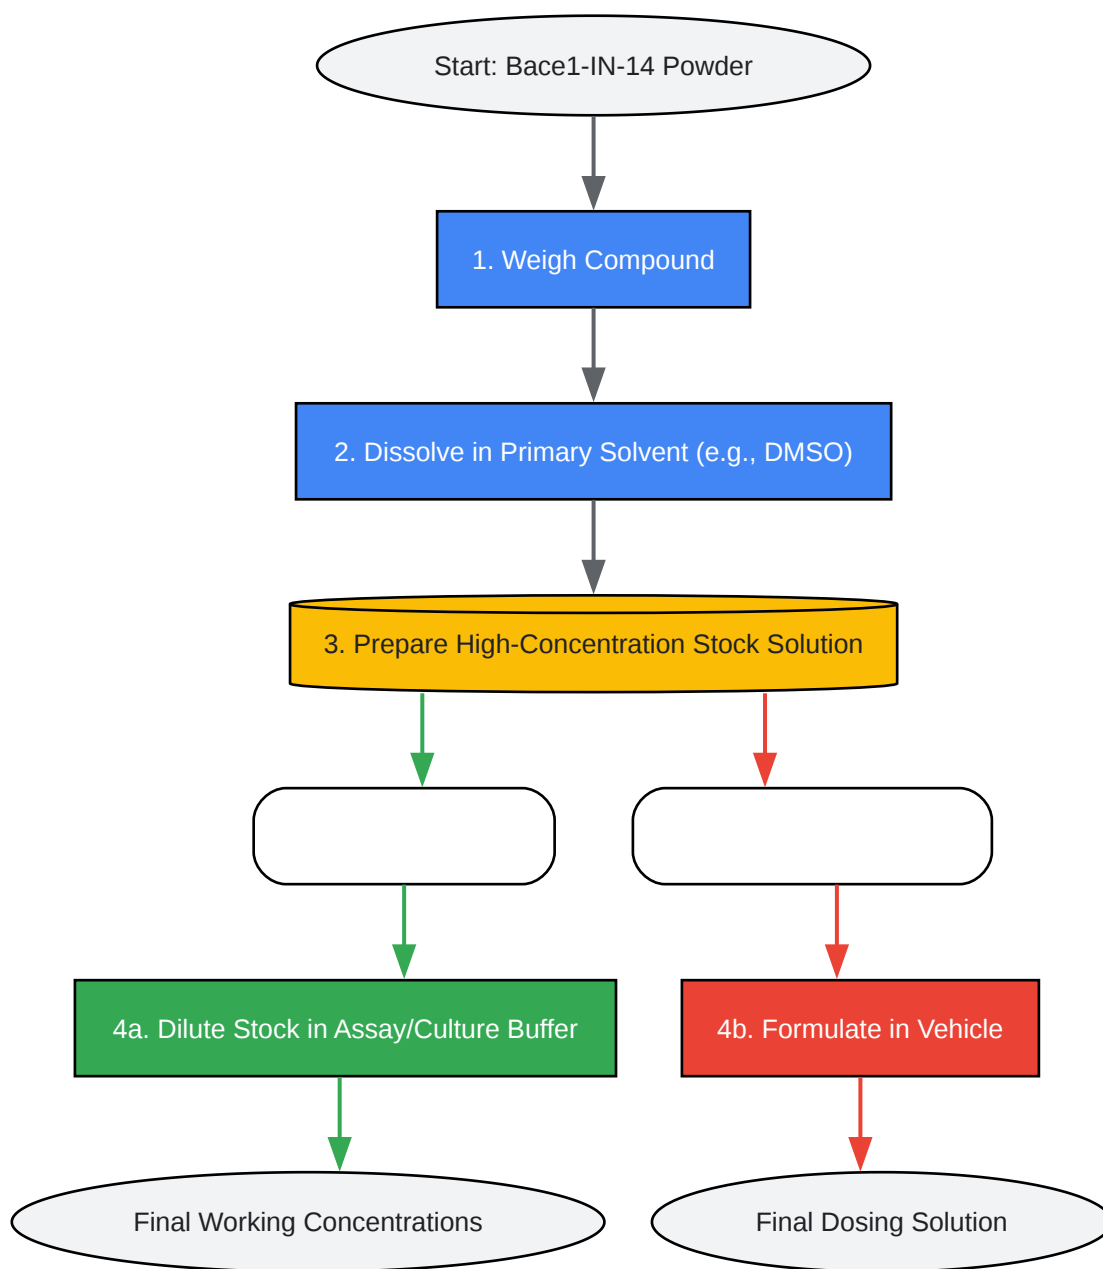 Start: Bace1-IN-14 Powder
1. Weigh Compound
2. Dissolve in Primary Solvent (e.g., DMSO)
3. Prepare High-Concentration Stock Solution
4a. Dilute Stock in Assay/Culture Buffer
4b. Formulate in Vehicle
Final Working Concentrations
Final Dosing Solution